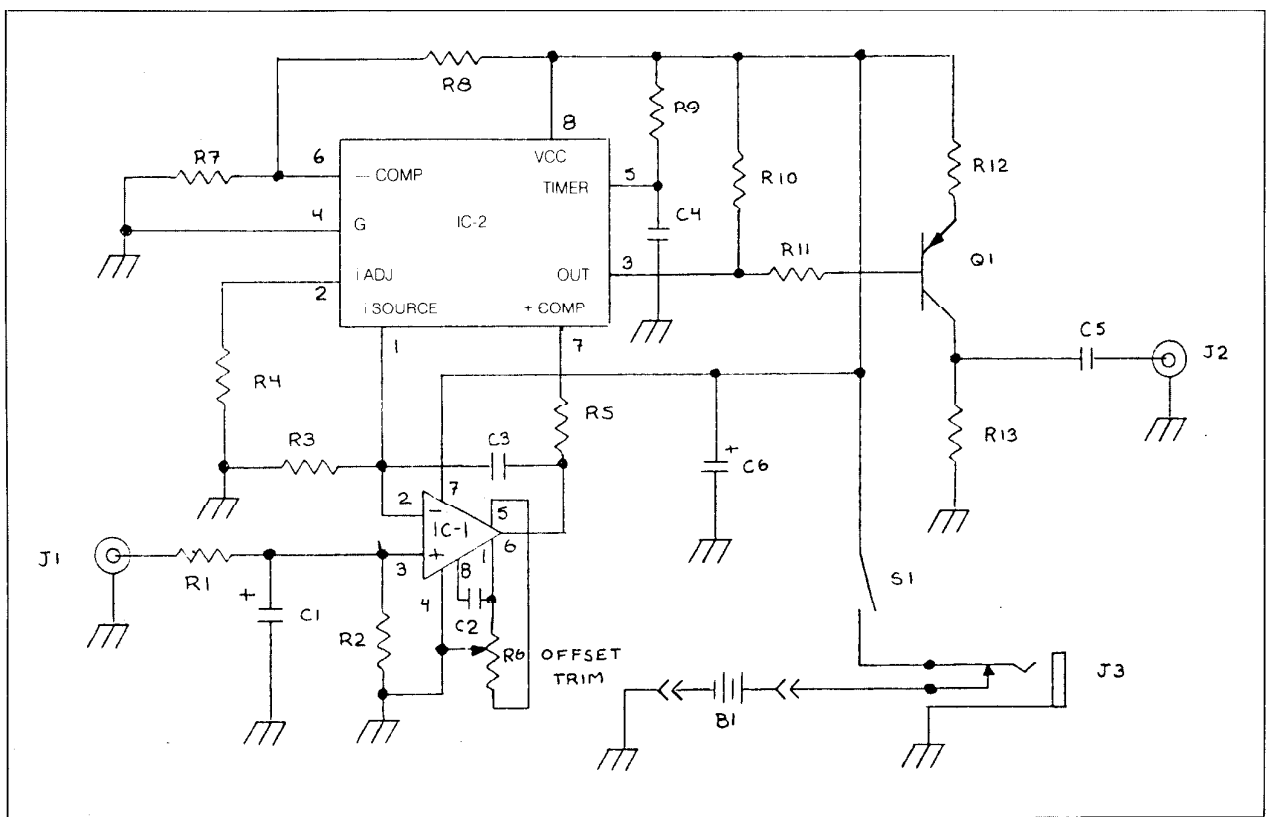 R8
R9
8
R7
6
VCC
— COMP
TIMER
5
R10
R12
4
G
IC-2
C4
R11
Q1
i ADJ
OUT
3
2
i SOURCE
+ COMP
1
7
C5
J2
R4
R5
R3
C3
R13
+
C6
7
2
−
5
IC-1
6
J1
+
3
1
8
S1
R1
+
C1
4
C2
R2
R6
OFFSET
TRIM
J3
B1